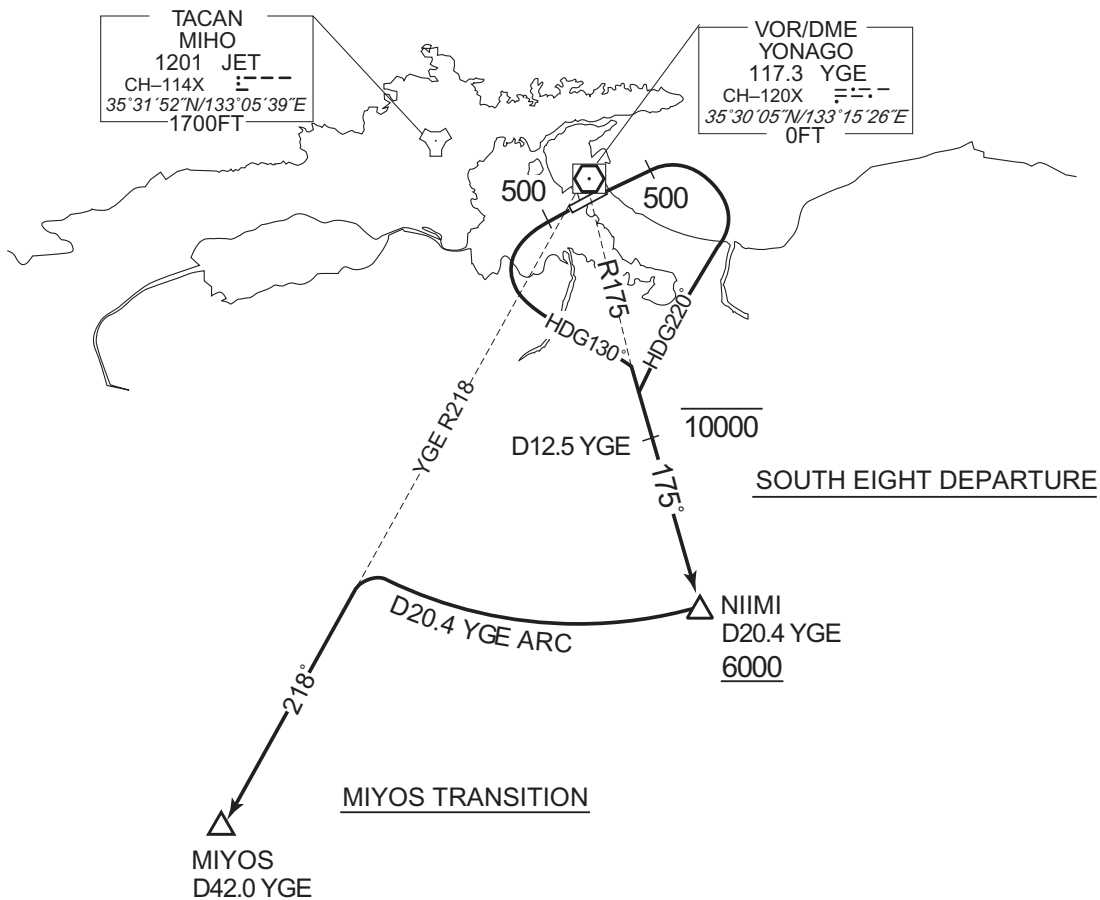 TACAN
MIHO
1201 JET
CH–114X
35°31′52″N/133°05′39″E
1700FT
VOR/DME
YONAGO
117.3 YGE
CH–120X
35°30′05″N/133°15′26″E
0FT
500
500
R175
HDG130°
HDG220°
YGE R218
10000
D12.5 YGE
175°
SOUTH EIGHT DEPARTURE
NIIMI
D20.4 YGE
6000
D20.4 YGE ARC
218°
MIYOS TRANSITION
MIYOS
D42.0 YGE